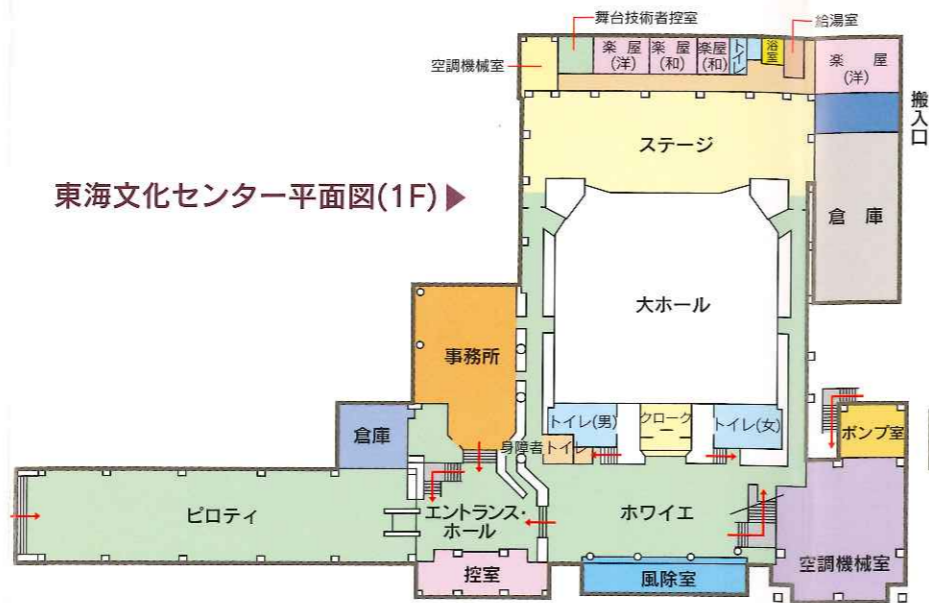 舞台技術者控室
給湯室
空調機械室
楽屋
(洋)
楽屋
(和)
楽屋
(和)
トイレ
浴室
楽屋
(洋)
搬入口
ステージ
東海文化センター平面図(1F)▶
倉庫
大ホール
事務所
トイレ(男)
クローク
トイレ(女)
倉庫
身障者トイレ
ポンプ室
ピロティ
エントランス・
ホール
ホワイエ
控室
風除室
空調機械室